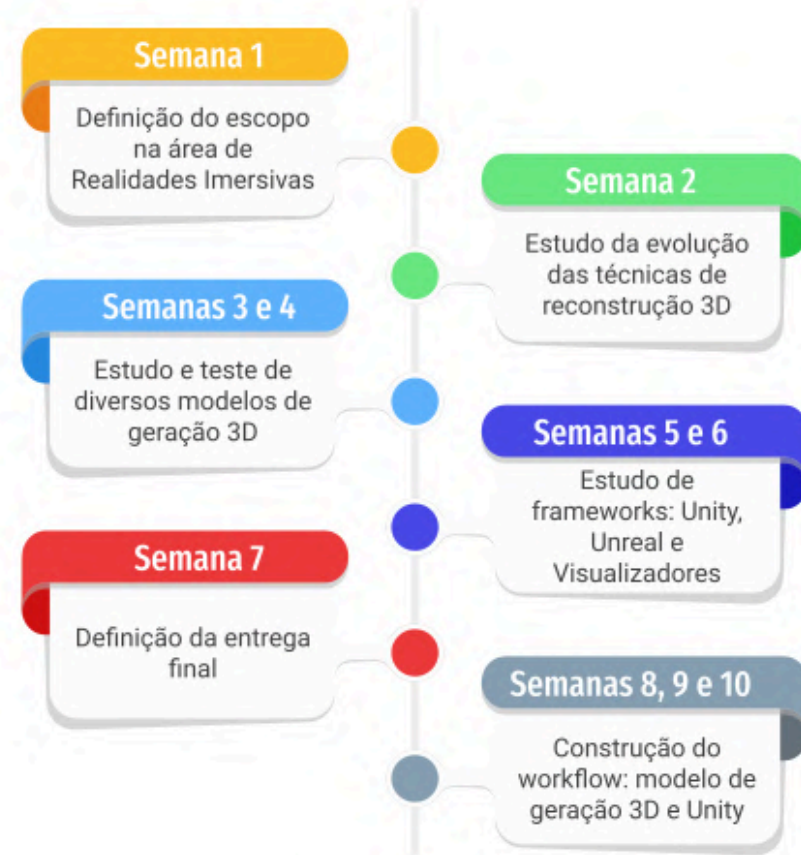 Semana 1
Definição do escopo
na área de
Realidades Imersivas
Semana 2
Estudo da evolução
das técnicas de
reconstrução 3D
Semanas 3 e 4
Estudo e teste de
diversos modelos de
geração 3D
Semanas 5 e 6
Estudo de
frameworks: Unity,
Unreal e
Visualizadores
Semana 7
Definição da entrega
final
Semanas 8, 9 e 10
Construção do
workflow: modelo de
geração 3D e Unity